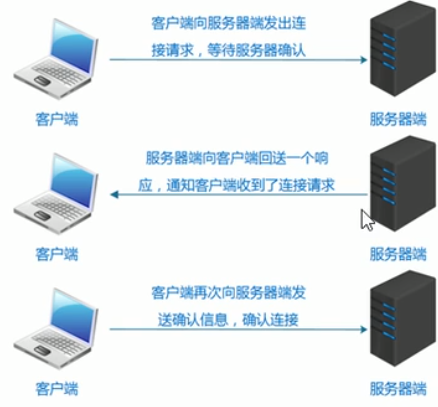 客户端向服务器端发出连
接请求，等待服务器确认
客户端
服务器端
服务器端向客户端回送一个响
应，通知客户端收到了连接请求
客户端
服务器端
客户端再次向服务器端发
送确认信息，确认连接
客户端
服务器端